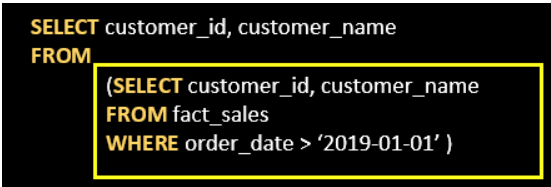 SELECT customer_id, customer_name
FROM
(SELECT customer_id, customer_name
FROM fact_sales
WHERE order_date > ‘2019-01-01’ )